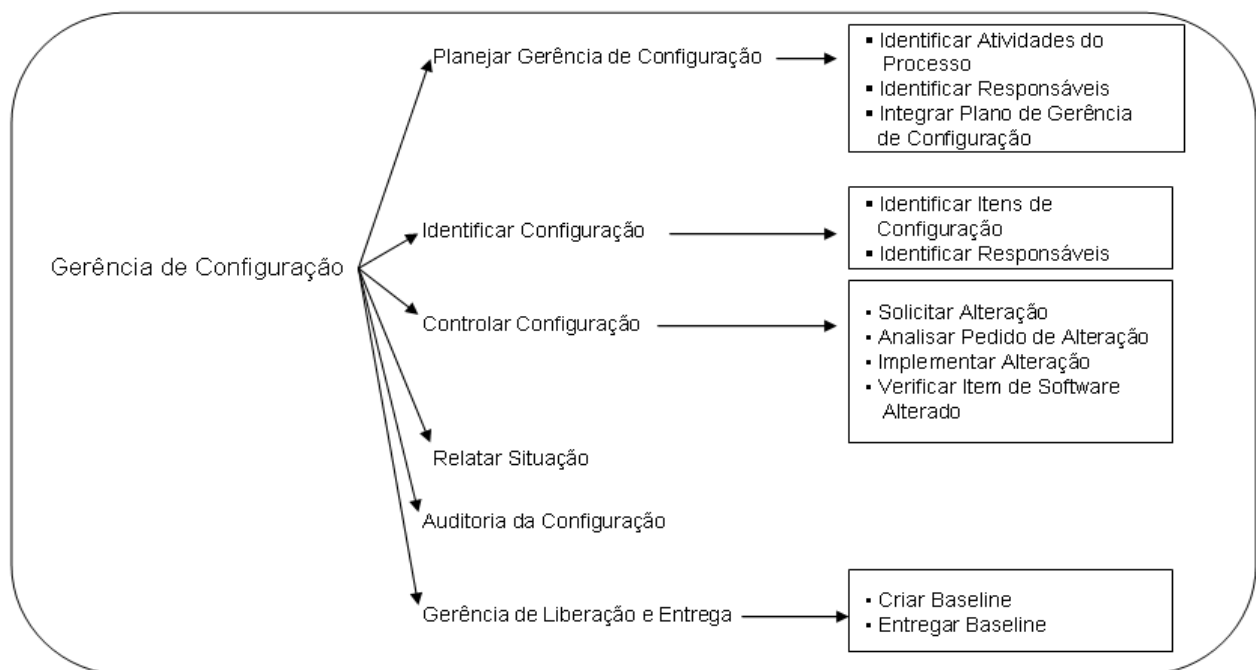 Planejar Gerência de Configuração
▪ Identificar Atividades do
Processo
▪ Identificar Responsáveis
▪ Integrar Plano de Gerência
de Configuração
Identificar Configuração
▪ Identificar Itens de
Configuração
▪ Identificar Responsáveis
Gerência de Configuração
Controlar Configuração
▪ Solicitar Alteração
▪ Analisar Pedido de Alteração
▪ Implementar Alteração
▪ Verificar Item de Software
Alterado
Relatar Situação
Auditoria da Configuração
Gerência de Liberação e Entrega
▪ Criar Baseline
▪ Entregar Baseline